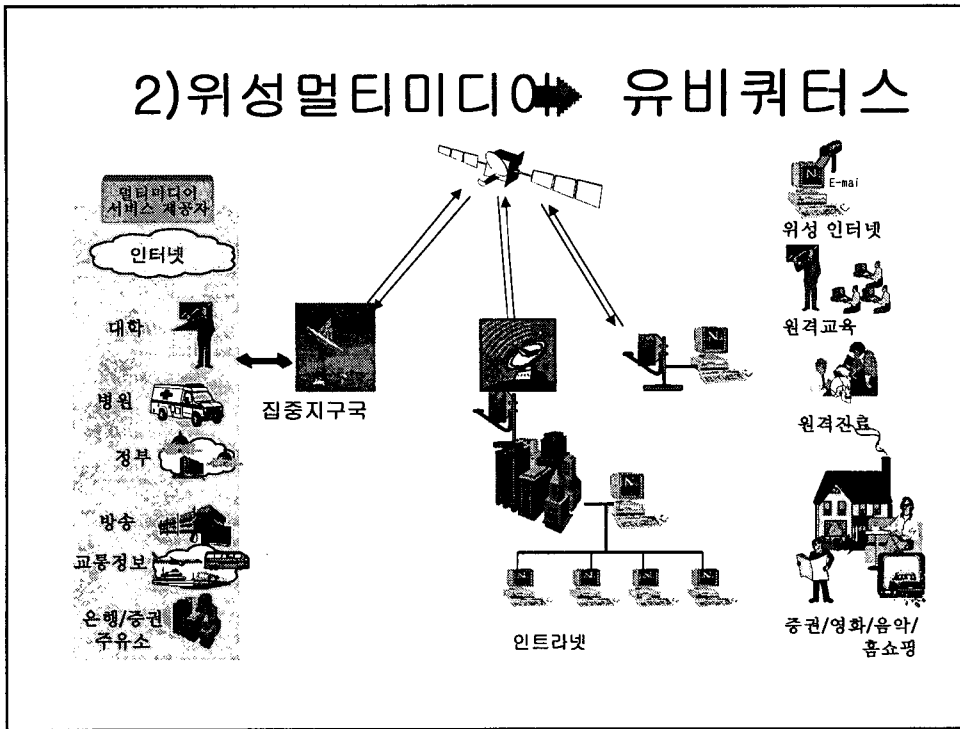 2)위성멀티미디어 유비쿼터스
멀티미디어
서비스 제공자
인터넷
대학
병원
정부
방송
교통정보
은행/증권
주유소
집중지구국
인트라넷
E-mai
위성 인터넷
원격교육
원격진료
증권/영화/음악/
홈쇼핑